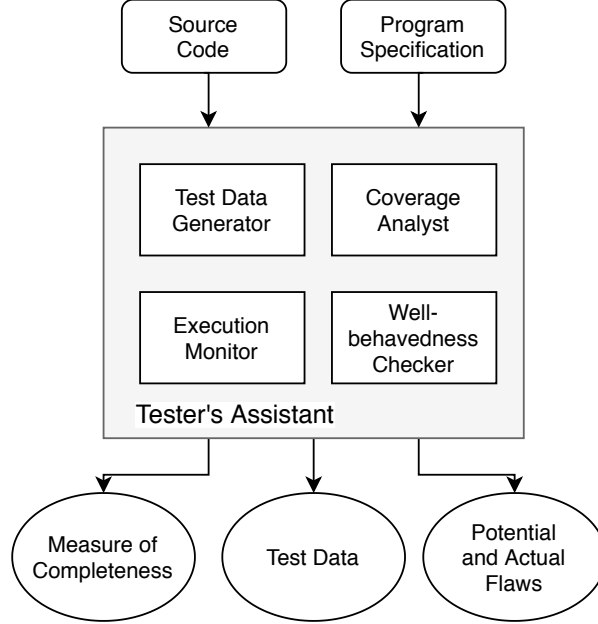 Source
Code
Program
Specification
Test Data
Generator
Coverage
Analyst
Execution
Monitor
Well-
behavedness
Checker
Tester's Assistant
Measure of
Completeness
Test Data
Potential
and Actual
Flaws